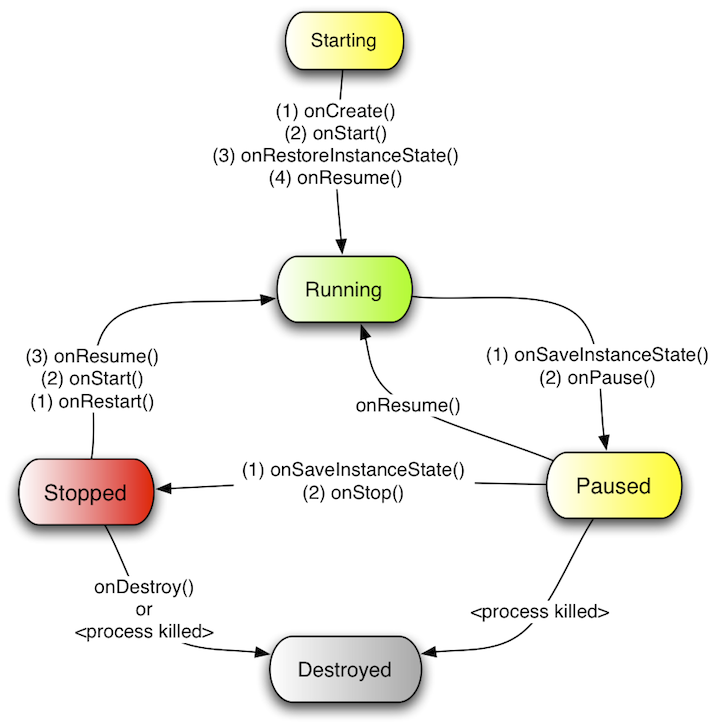 Starting
(1) onCreate()
(2) onStart()
(3) onRestoreInstanceState()
(4) onResume()
Running
(3) onResume()
(2) onStart()
(1) onRestart()
(1) onSaveInstanceState()
(2) onPause()
onResume()
Stopped
(1) onSaveInstanceState()
(2) onStop()
Paused
onDestroy()
or
<process killed>
<process killed>
Destroyed